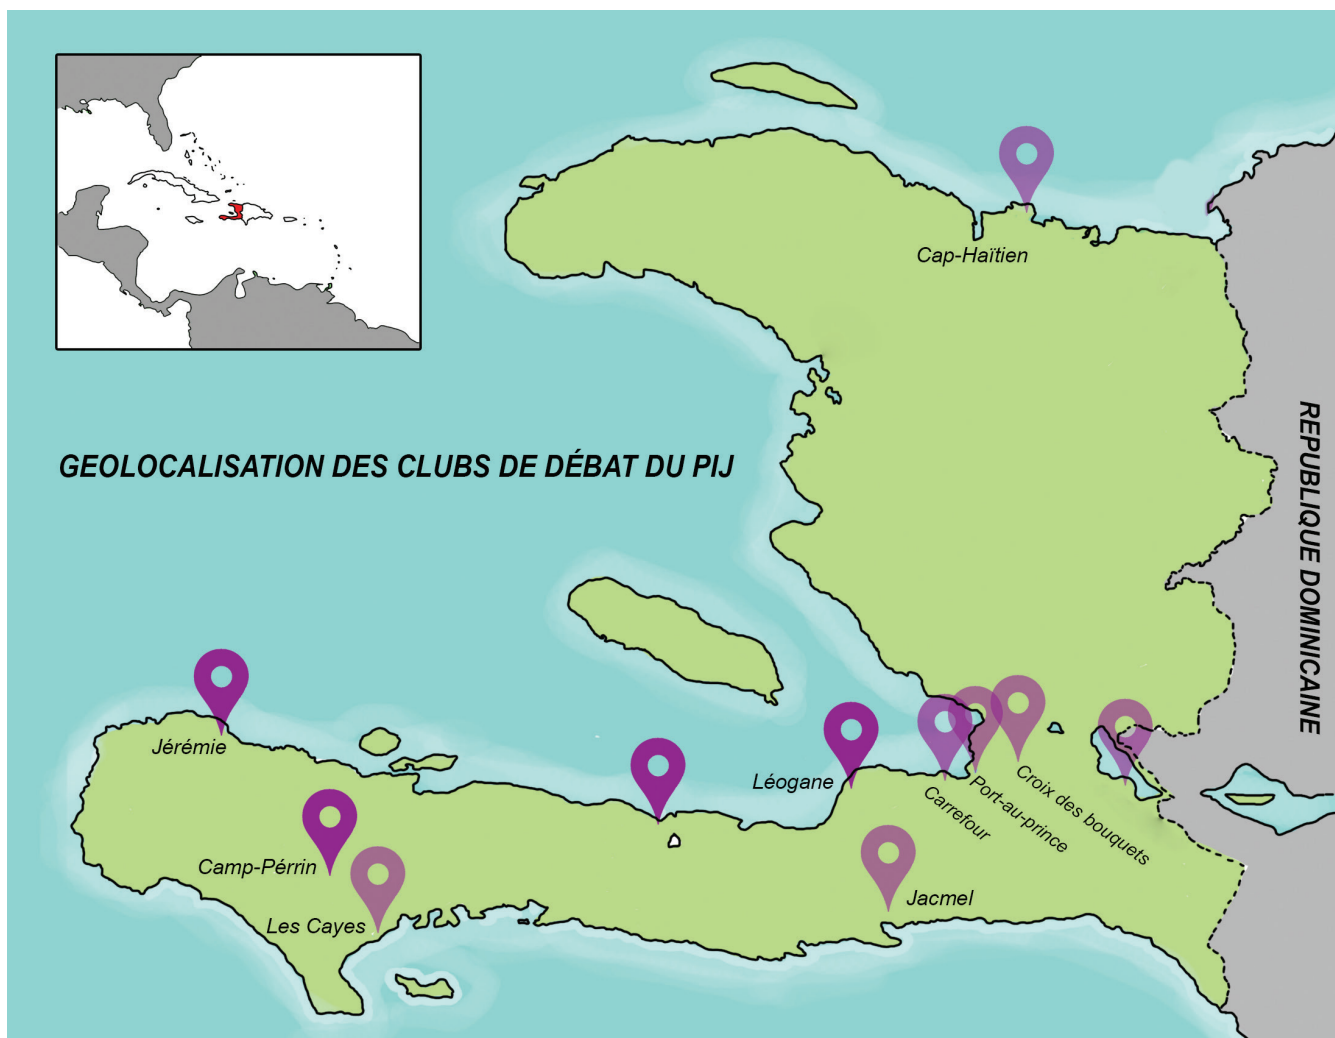 Cap-Haïtien
GEOLOCALISATION DES CLUBS DE DÉBAT DU PIJ
REPUBLIQUE DOMINICAINE
Jérémie
Léogane
Carrefour
Port-au-prince
Croix des bouquets
Camp-Pérrin
Les Cayes
Jacmel